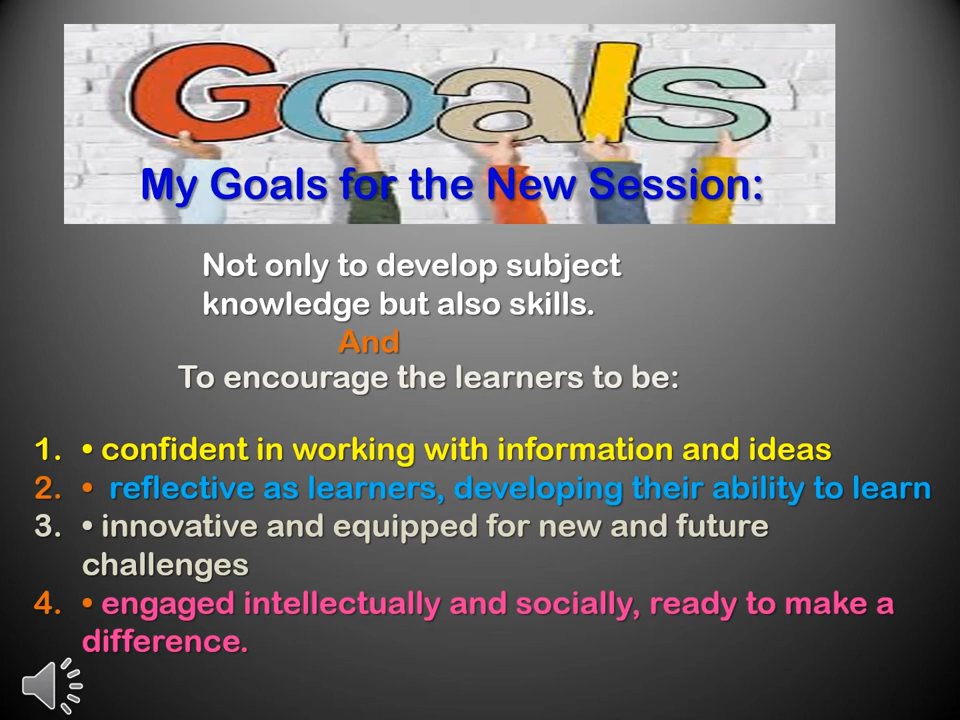 Goals
My Goals for the New Session:
Not only to develop subject
knowledge but also skills.
And
To encourage the learners to be:
1. • confident in working with information and ideas
2. • reflective as learners, developing their ability to learn
3. • innovative and equipped for new and future
challenges
4. • engaged intellectually and socially, ready to make a
difference.